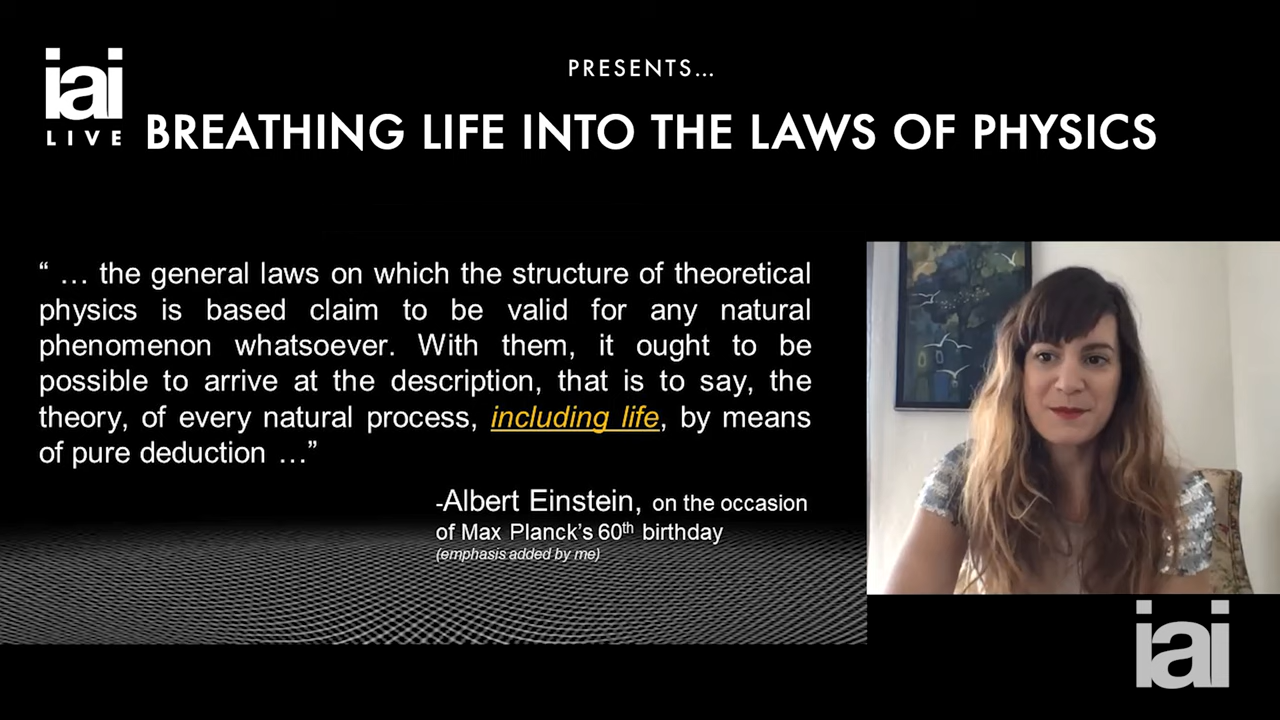 iai
LIVE
PRESENTS...
BREATHING LIFE INTO THE LAWS OF PHYSICS
“ … the general laws on which the structure of theoretical
physics is based claim to be valid for any natural
phenomenon whatsoever. With them, it ought to be
possible to arrive at the description, that is to say, the
theory, of every natural process, including life, by means
of pure deduction …”
-Albert Einstein, on the occasion
of Max Planck’s 60th birthday
(emphasis added by me)
iai